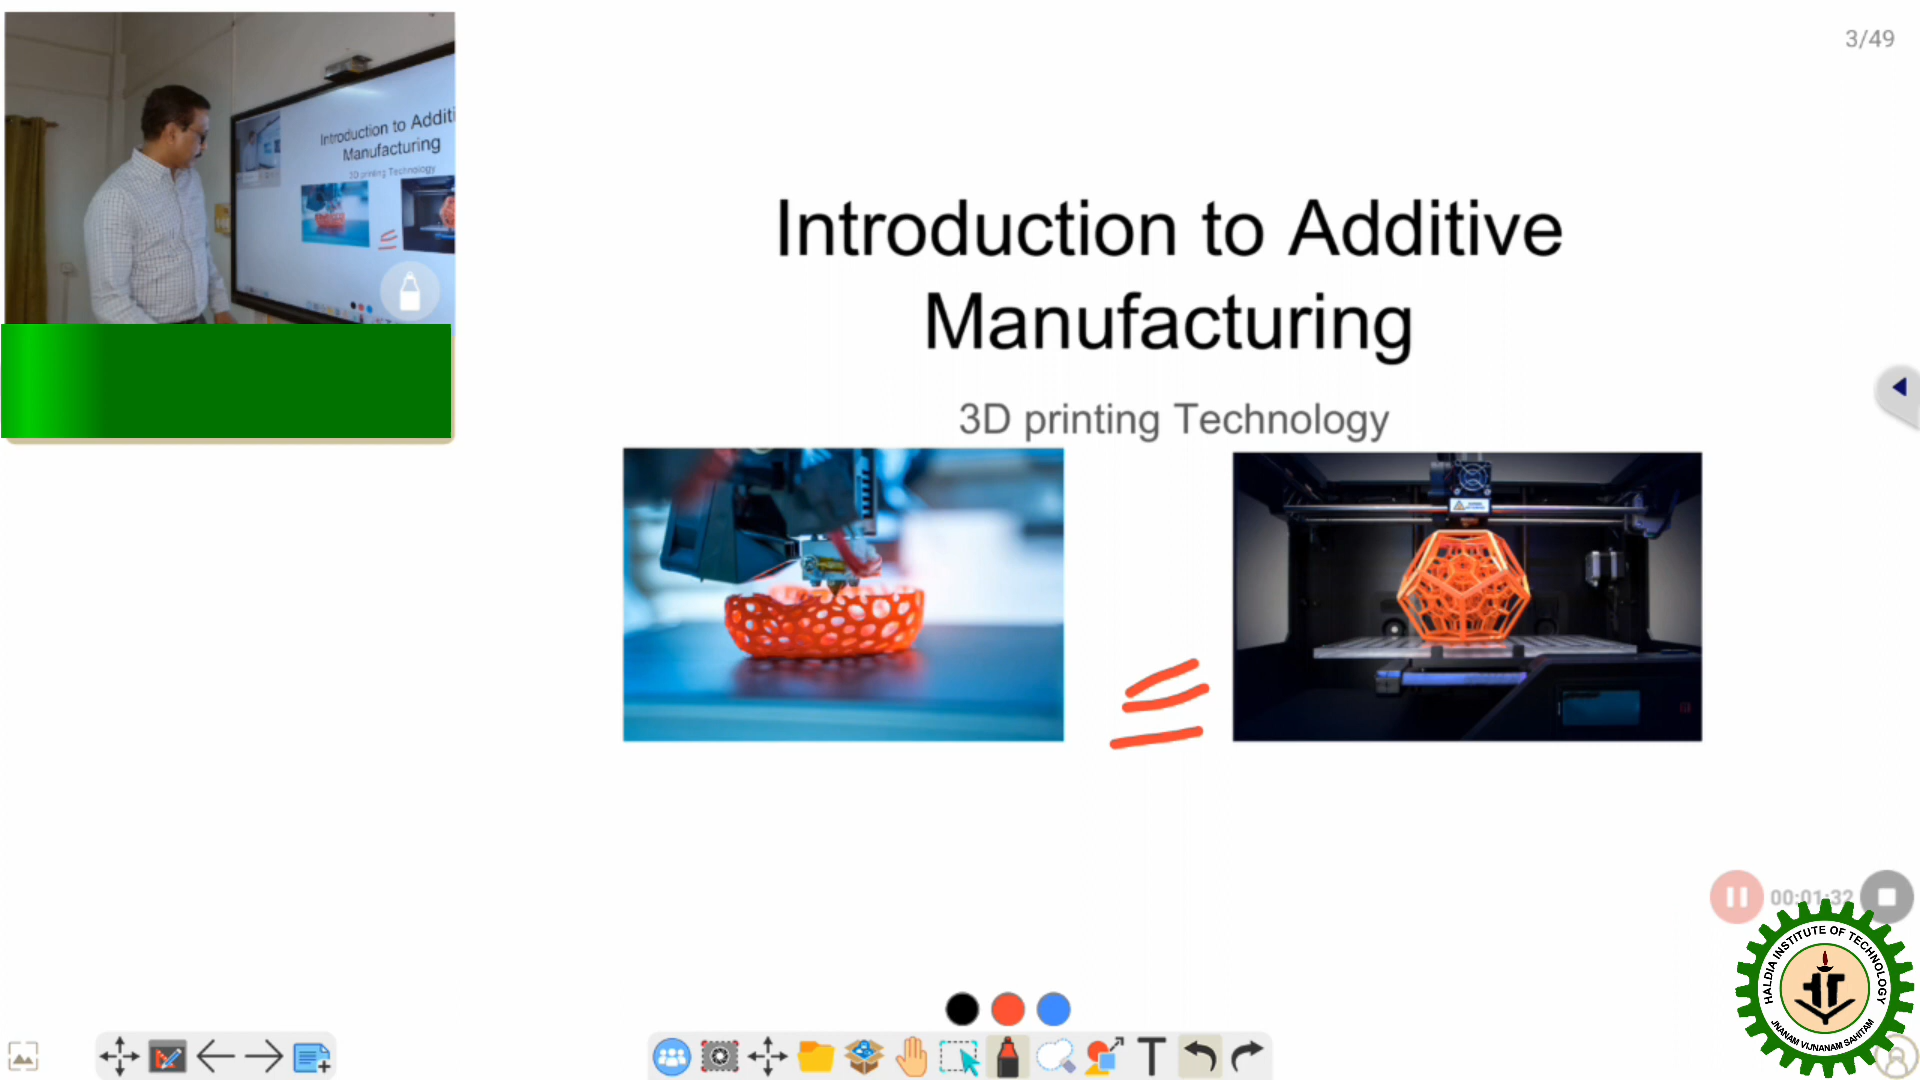 3/49
Introduction to Additi
Manufacturing
3D printing Technology
Introduction to Additive
Manufacturing
3D printing Technology
00:01:32
HALDIA INSTITUTE OF TECHNOLOGY
JNANAM VIJNANAM SAHITAM
T